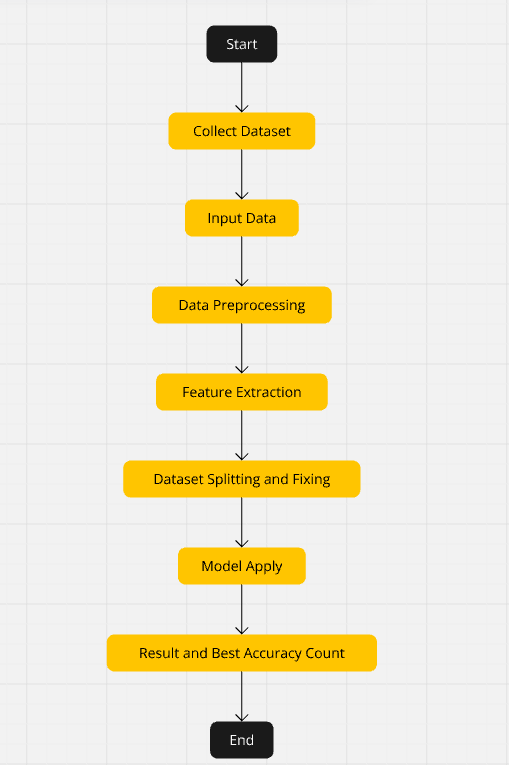 Start
Collect Dataset
Input Data
Data Preprocessing
Feature Extraction
Dataset Splitting and Fixing
Model Apply
Result and Best Accuracy Count
End